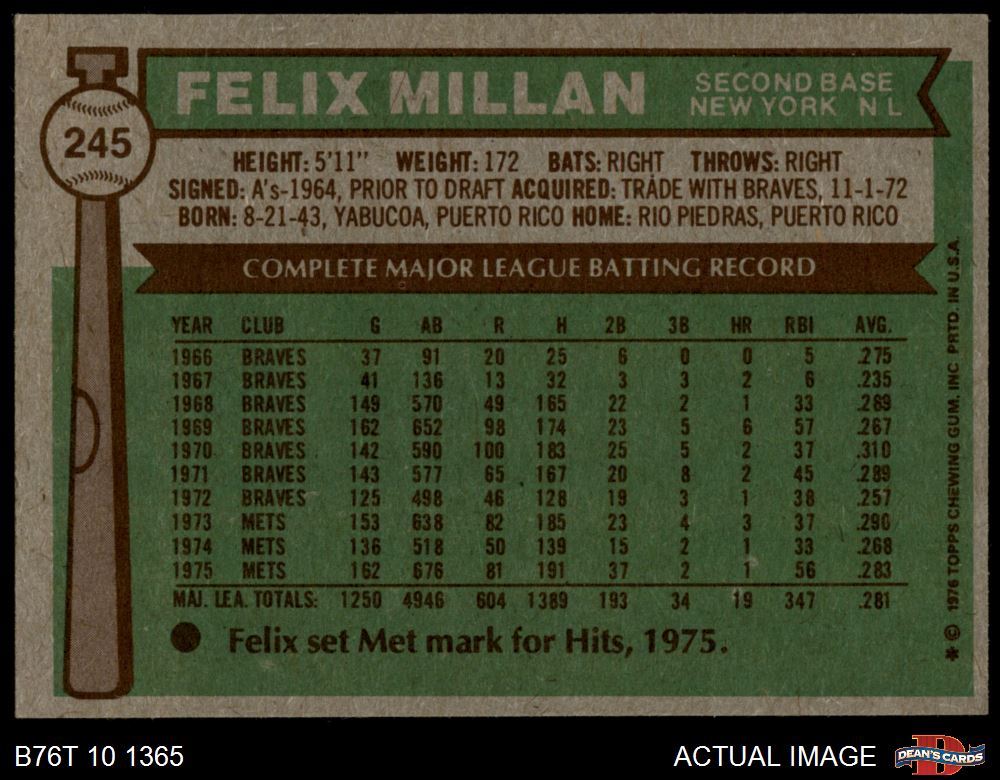 FELIX MILLAN
SECOND BASE
NEW YORK N L
245
HEIGHT: 5'11" WEIGHT: 172 BATS: RIGHT THROWS: RIGHT
SIGNED: A's-1964, PRIOR TO DRAFT ACQUIRED: TRADE WITH BRAVES, 11-1-72
BORN: 8-21-43, YABUCOA, PUERTO RICO HOME: RIO PIEDRAS, PUERTO RICO
COMPLETE MAJOR LEAGUE BATTING RECORD
YEAR CLUB G AB R H 2B 3B HR RBI AVG.
1966 BRAVES 37 91 20 25 6 0 0 5 .275
1967 BRAVES 41 136 13 32 3 3 2 6 .235
1968 BRAVES 149 570 49 165 22 2 1 33 .289
1969 BRAVES 162 652 98 174 23 5 6 57 .267
1970 BRAVES 142 590 100 183 25 5 2 37 .310
1971 BRAVES 143 577 65 167 20 8 2 45 .289
1972 BRAVES 125 498 46 128 19 3 1 38 .257
1973 METS 153 638 82 185 23 4 3 37 .290
1974 METS 136 518 50 139 15 2 1 33 .268
1975 METS 162 676 81 191 37 2 1 56 .283
MAJ. LEA. TOTALS: 1250 4946 604 1389 193 34 19 347 .281
● Felix set Met mark for Hits, 1975.
* © 1976 TOPPS CHEWING GUM, INC PRTD. IN U.S.A.
B76T 10 1365
ACTUAL IMAGE
DEAN'S CARDS